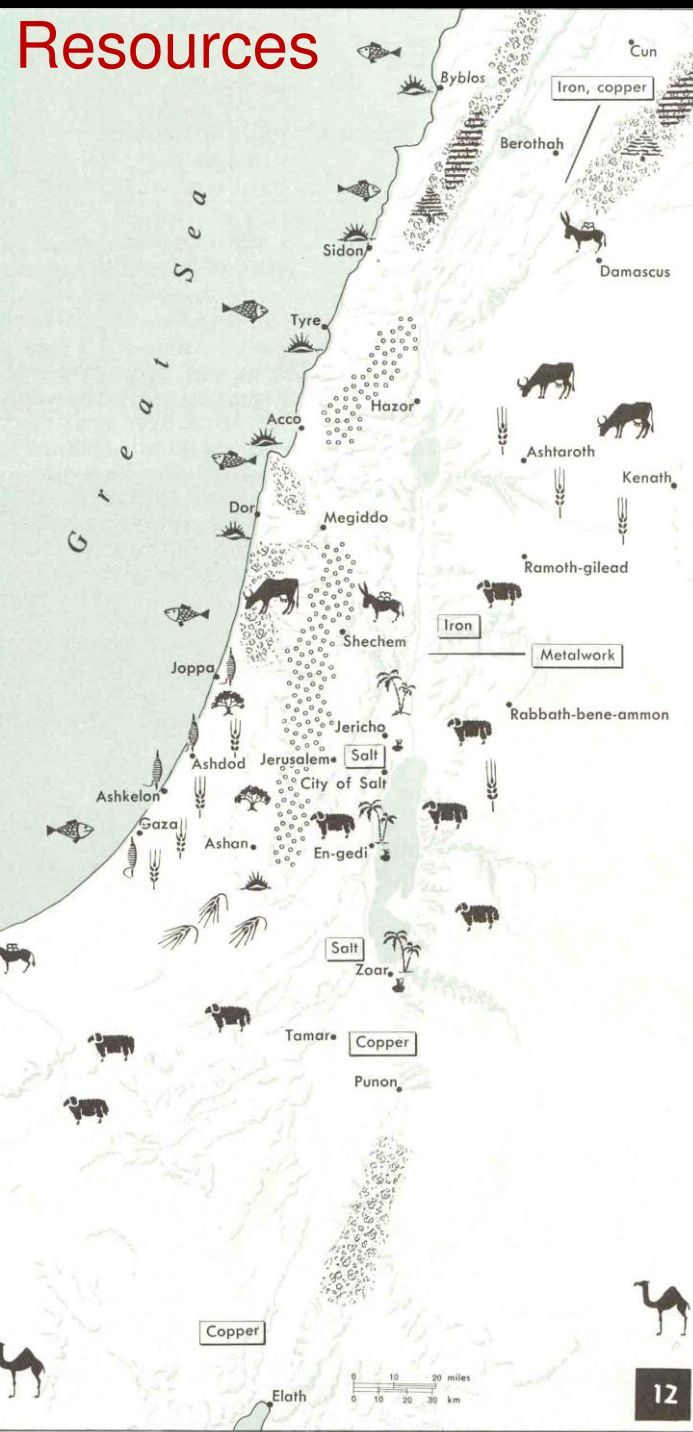 Resources
Cun
Byblos
Iron, copper
Berothah
Great Sea
Sidon
Damascus
Tyre
Hazor
Acco
Ashtaroth
Kenath
Dor
Megiddo
Ramoth-gilead
Iron
Shechem
Metalwork
Joppa
Rabbath-bene-ammon
Jericho
Ashdod
Jerusalem
Salt
City of Salt
Ashkelon
Gaza
Ashan
En-gedi
Salt
Zoar
Tamar
Copper
Punon
Copper
0 10 20 miles
0 10 20 30 km
Elath
12